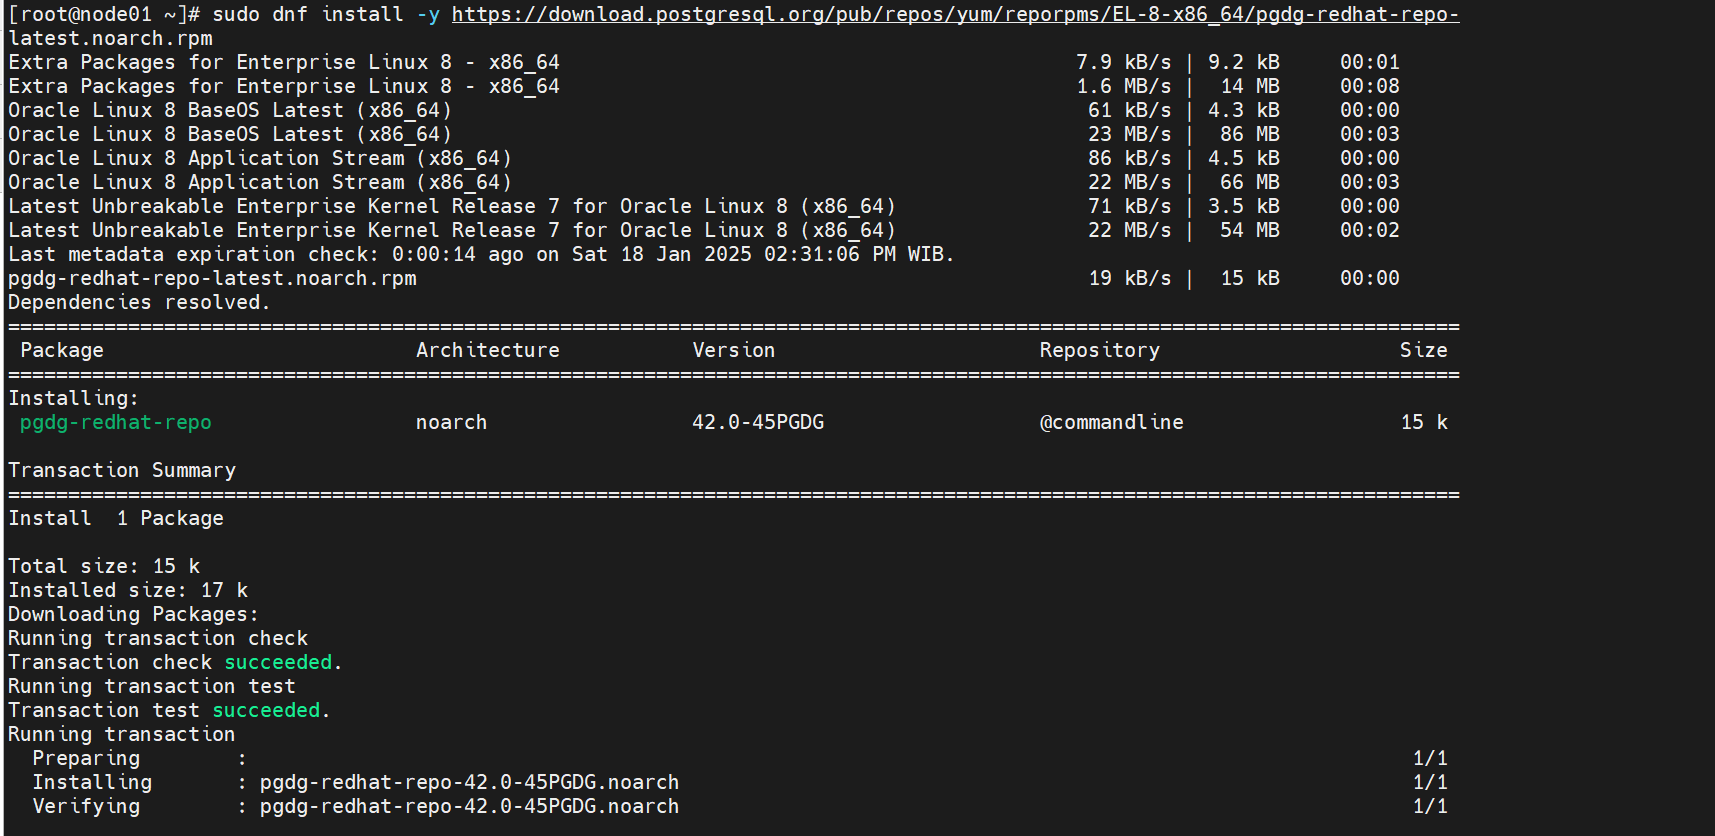 [root@node01 ~]# sudo dnf install -y https://download.postgresql.org/pub/repos/yum/reporpms/EL-8-x86_64/pgdg-redhat-repo-
latest.noarch.rpm
Extra Packages for Enterprise Linux 8 - x86_64 7.9 kB/s | 9.2 kB 00:01
Extra Packages for Enterprise Linux 8 - x86_64 1.6 MB/s | 14 MB 00:08
Oracle Linux 8 BaseOS Latest (x86_64) 61 kB/s | 4.3 kB 00:00
Oracle Linux 8 BaseOS Latest (x86_64) 23 MB/s | 86 MB 00:03
Oracle Linux 8 Application Stream (x86_64) 86 kB/s | 4.5 kB 00:00
Oracle Linux 8 Application Stream (x86_64) 22 MB/s | 66 MB 00:03
Latest Unbreakable Enterprise Kernel Release 7 for Oracle Linux 8 (x86_64) 71 kB/s | 3.5 kB 00:00
Latest Unbreakable Enterprise Kernel Release 7 for Oracle Linux 8 (x86_64) 22 MB/s | 54 MB 00:02
Last metadata expiration check: 0:00:14 ago on Sat 18 Jan 2025 02:31:06 PM WIB.
pgdg-redhat-repo-latest.noarch.rpm 19 kB/s | 15 kB 00:00
Dependencies resolved.
=========================================================================================================================
Package Architecture Version Repository Size
=========================================================================================================================
Installing:
pgdg-redhat-repo noarch 42.0-45PGDG @commandline 15 k
Transaction Summary
=========================================================================================================================
Install 1 Package
Total size: 15 k
Installed size: 17 k
Downloading Packages:
Running transaction check
Transaction check succeeded.
Running transaction test
Transaction test succeeded.
Running transaction
Preparing : 1/1
Installing : pgdg-redhat-repo-42.0-45PGDG.noarch 1/1
Verifying : pgdg-redhat-repo-42.0-45PGDG.noarch 1/1